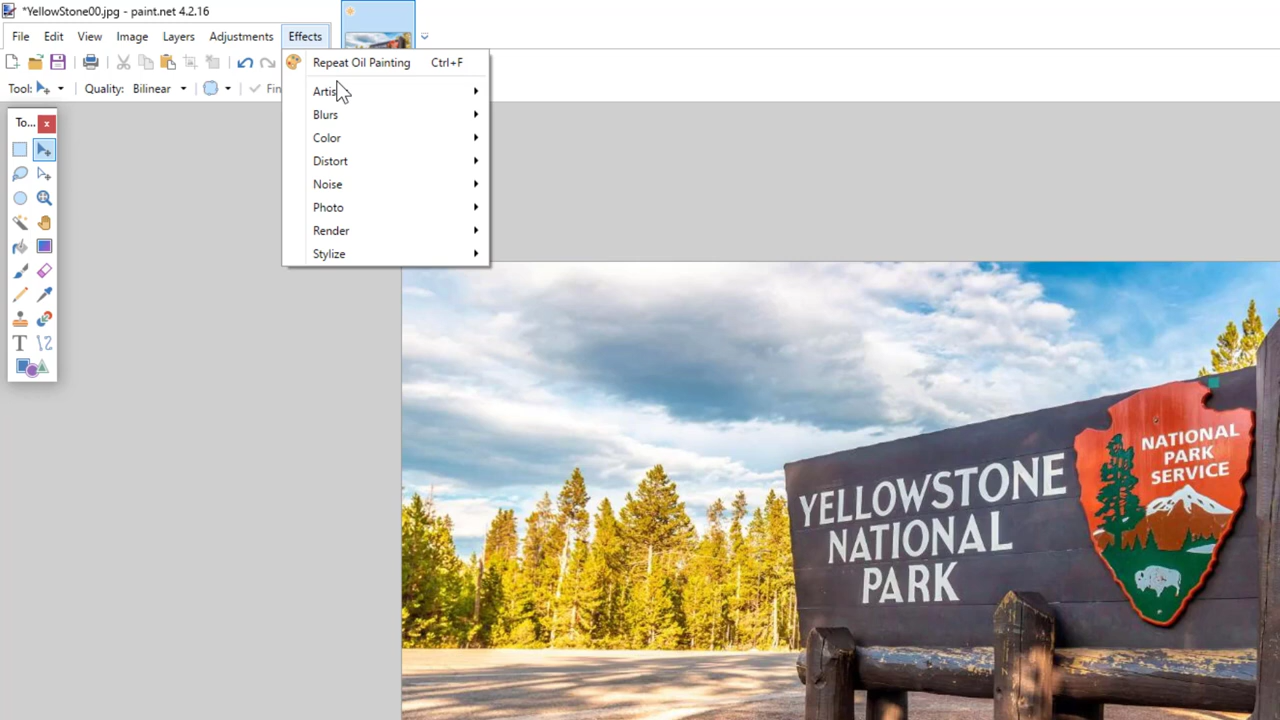 *YellowStone00.jpg - paint.net 4.2.16
File Edit View Image Layers Adjustments Effects
Repeat Oil Painting Ctrl+F
Tool: Quality: Bilinear
Blurs
Color
Distort
Noise
Photo
Render
Stylize
To...
YELLOWSTONE
NATIONAL
PARK
NATIONAL
PARK
SERVICE